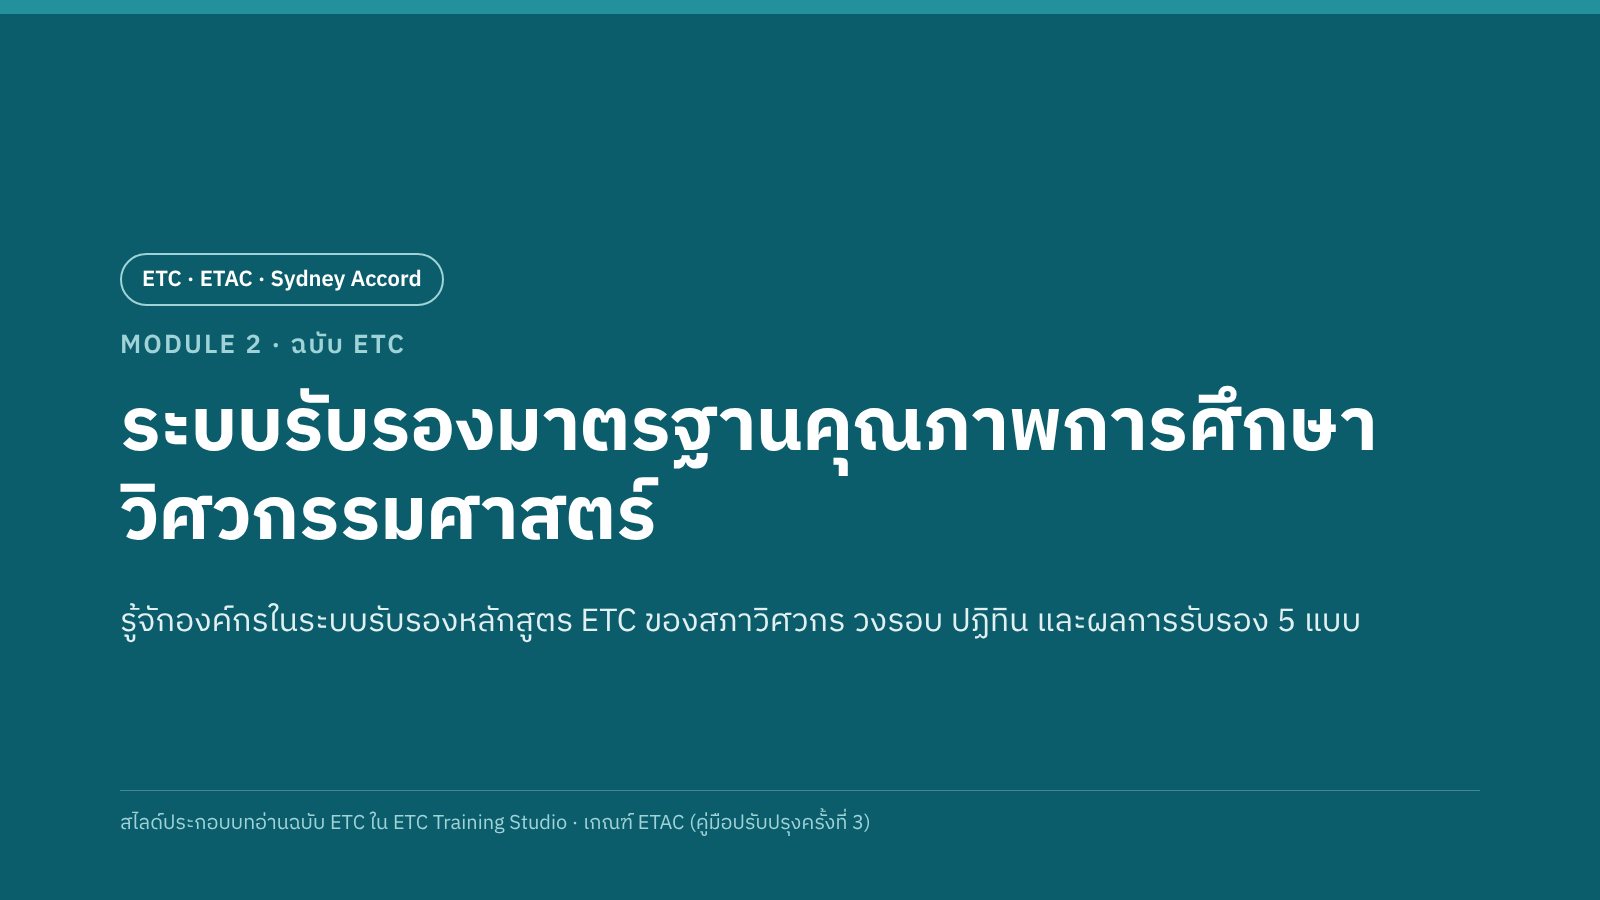 ETC · ETAC · Sydney Accord
MODULE 2 · ฉบับ ETC
ระบบรับรองมาตรฐานคุณภาพการศึกษา
วิศวกรรมศาสตร์
รู้จักองค์กรในระบบรับรองหลักสูตร ETC ของสภาวิศวกร วงรอบ ปฏิทิน และผลการรับรอง 5 แบบ
สไลด์ประกอบบทอ่านฉบับ ETC ใน ETC Training Studio · เกณฑ์ ETAC (คู่มือปรับปรุงครั้งที่ 3)